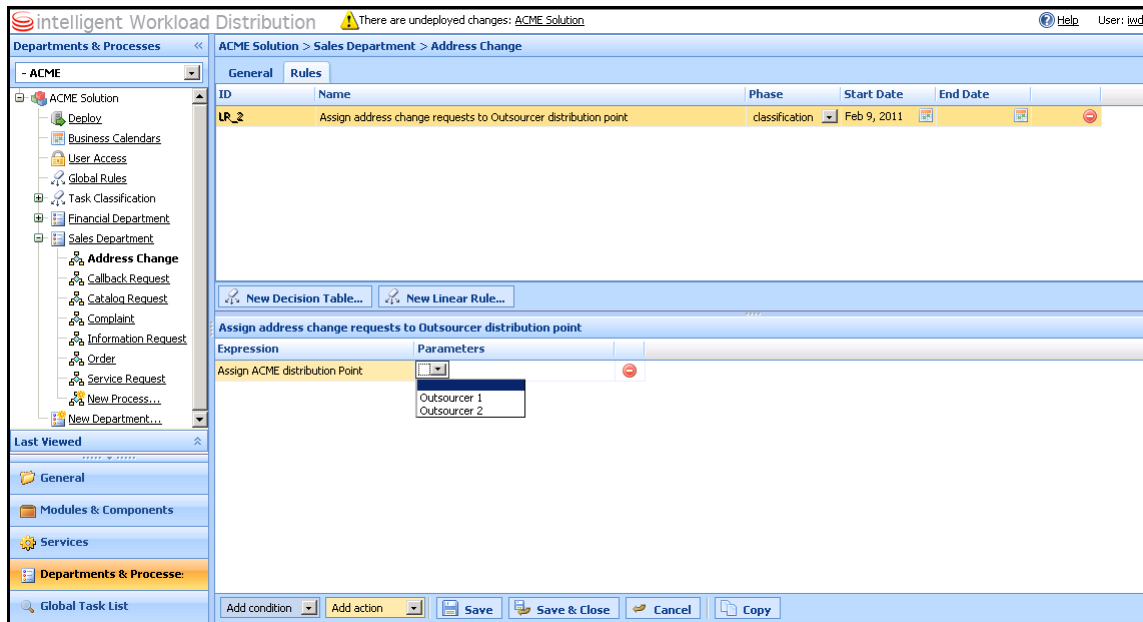 intelligent Workload Distribution There are undeployed changes: ACME Solution Help User: iwd
Departments & Processes « ACME Solution > Sales Department > Address Change
- ACME
General Rules
ID Name Phase Start Date End Date
LR_2 Assign address change requests to Outsourcer distribution point classification Feb 9, 2011
ACME Solution
Deploy
Business Calendars
User Access
Global Rules
Task Classification
Financial Department
Sales Department
Address Change
Callback Request
Catalog Request
Complaint
Information Request
Order
Service Request
New Process...
New Department...
New Decision Table... New Linear Rule...
Assign address change requests to Outsourcer distribution point
Expression Parameters
Assign ACME distribution Point
Outsourcer 1
Outsourcer 2
Last Viewed
General
Modules & Components
Services
Departments & Processe
Global Task List
Add condition Add action Save Save & Close Cancel Copy